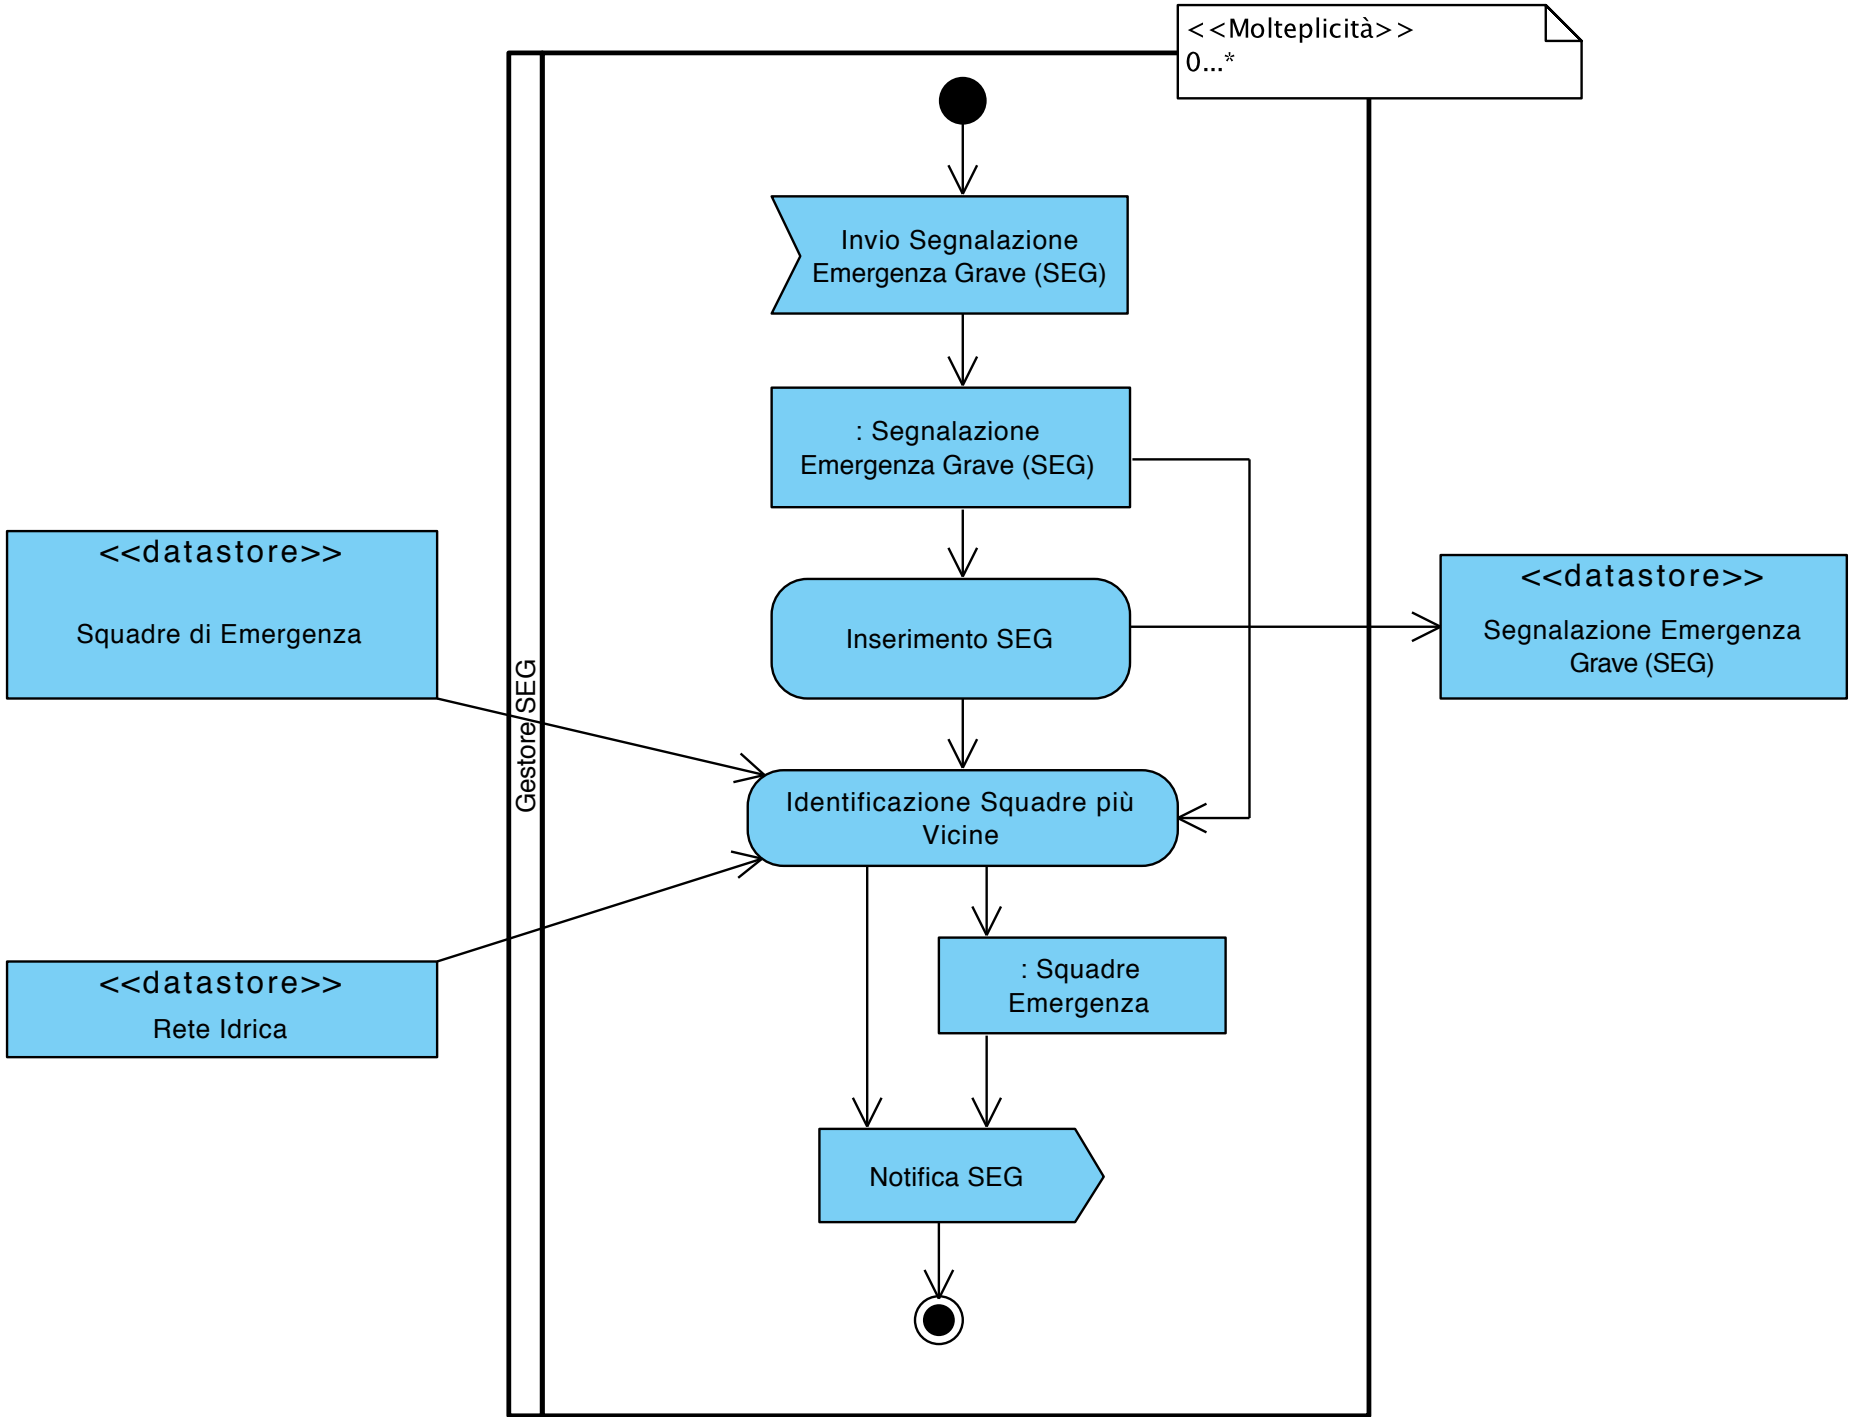 <<Molteplicità>>
0...*
Invio Segnalazione
Emergenza Grave (SEG)
: Segnalazione
Emergenza Grave (SEG)
<<datastore>>
Squadre di Emergenza
<<datastore>>
Segnalazione Emergenza
Grave (SEG)
Inserimento SEG
Gestore SEG
Identificazione Squadre più
Vicine
<<datastore>>
Rete Idrica
: Squadre
Emergenza
Notifica SEG